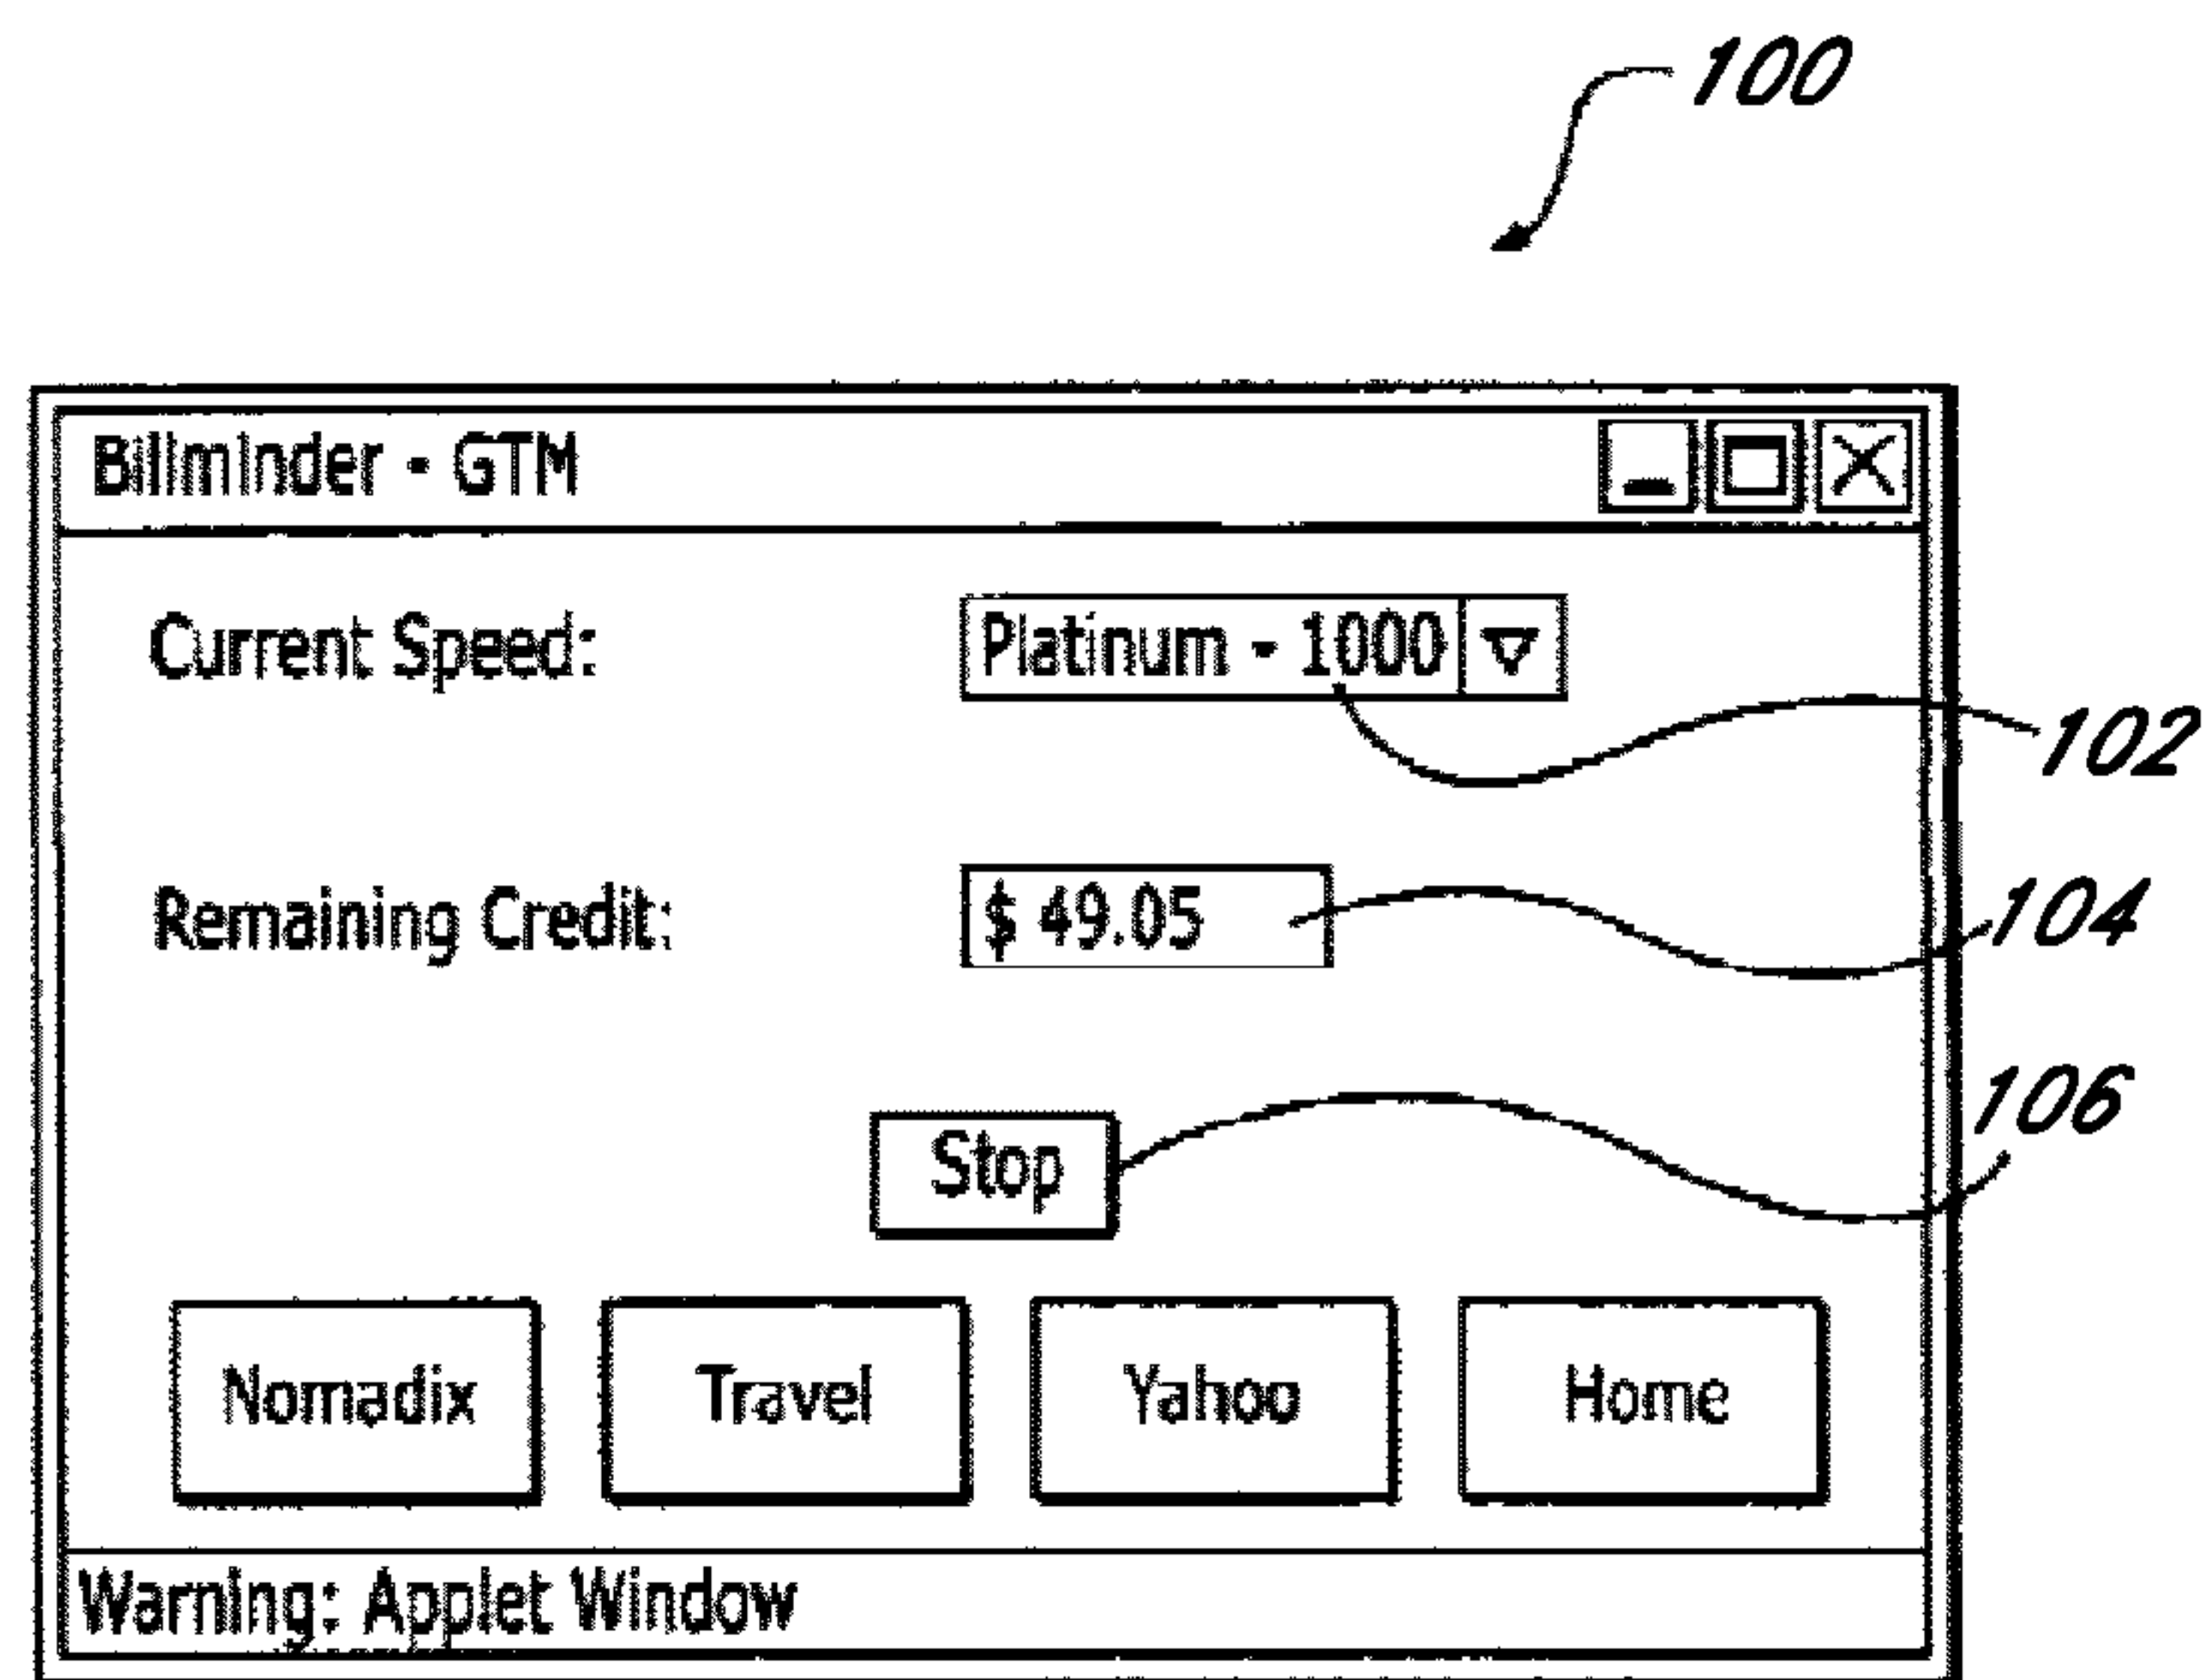 100
Billminder - GTM
Current Speed: Platinum - 1000
102
Remaining Credit: $ 49.05
104
106
Stop
Nomadix Travel Yahoo Home
Warning: Applet Window